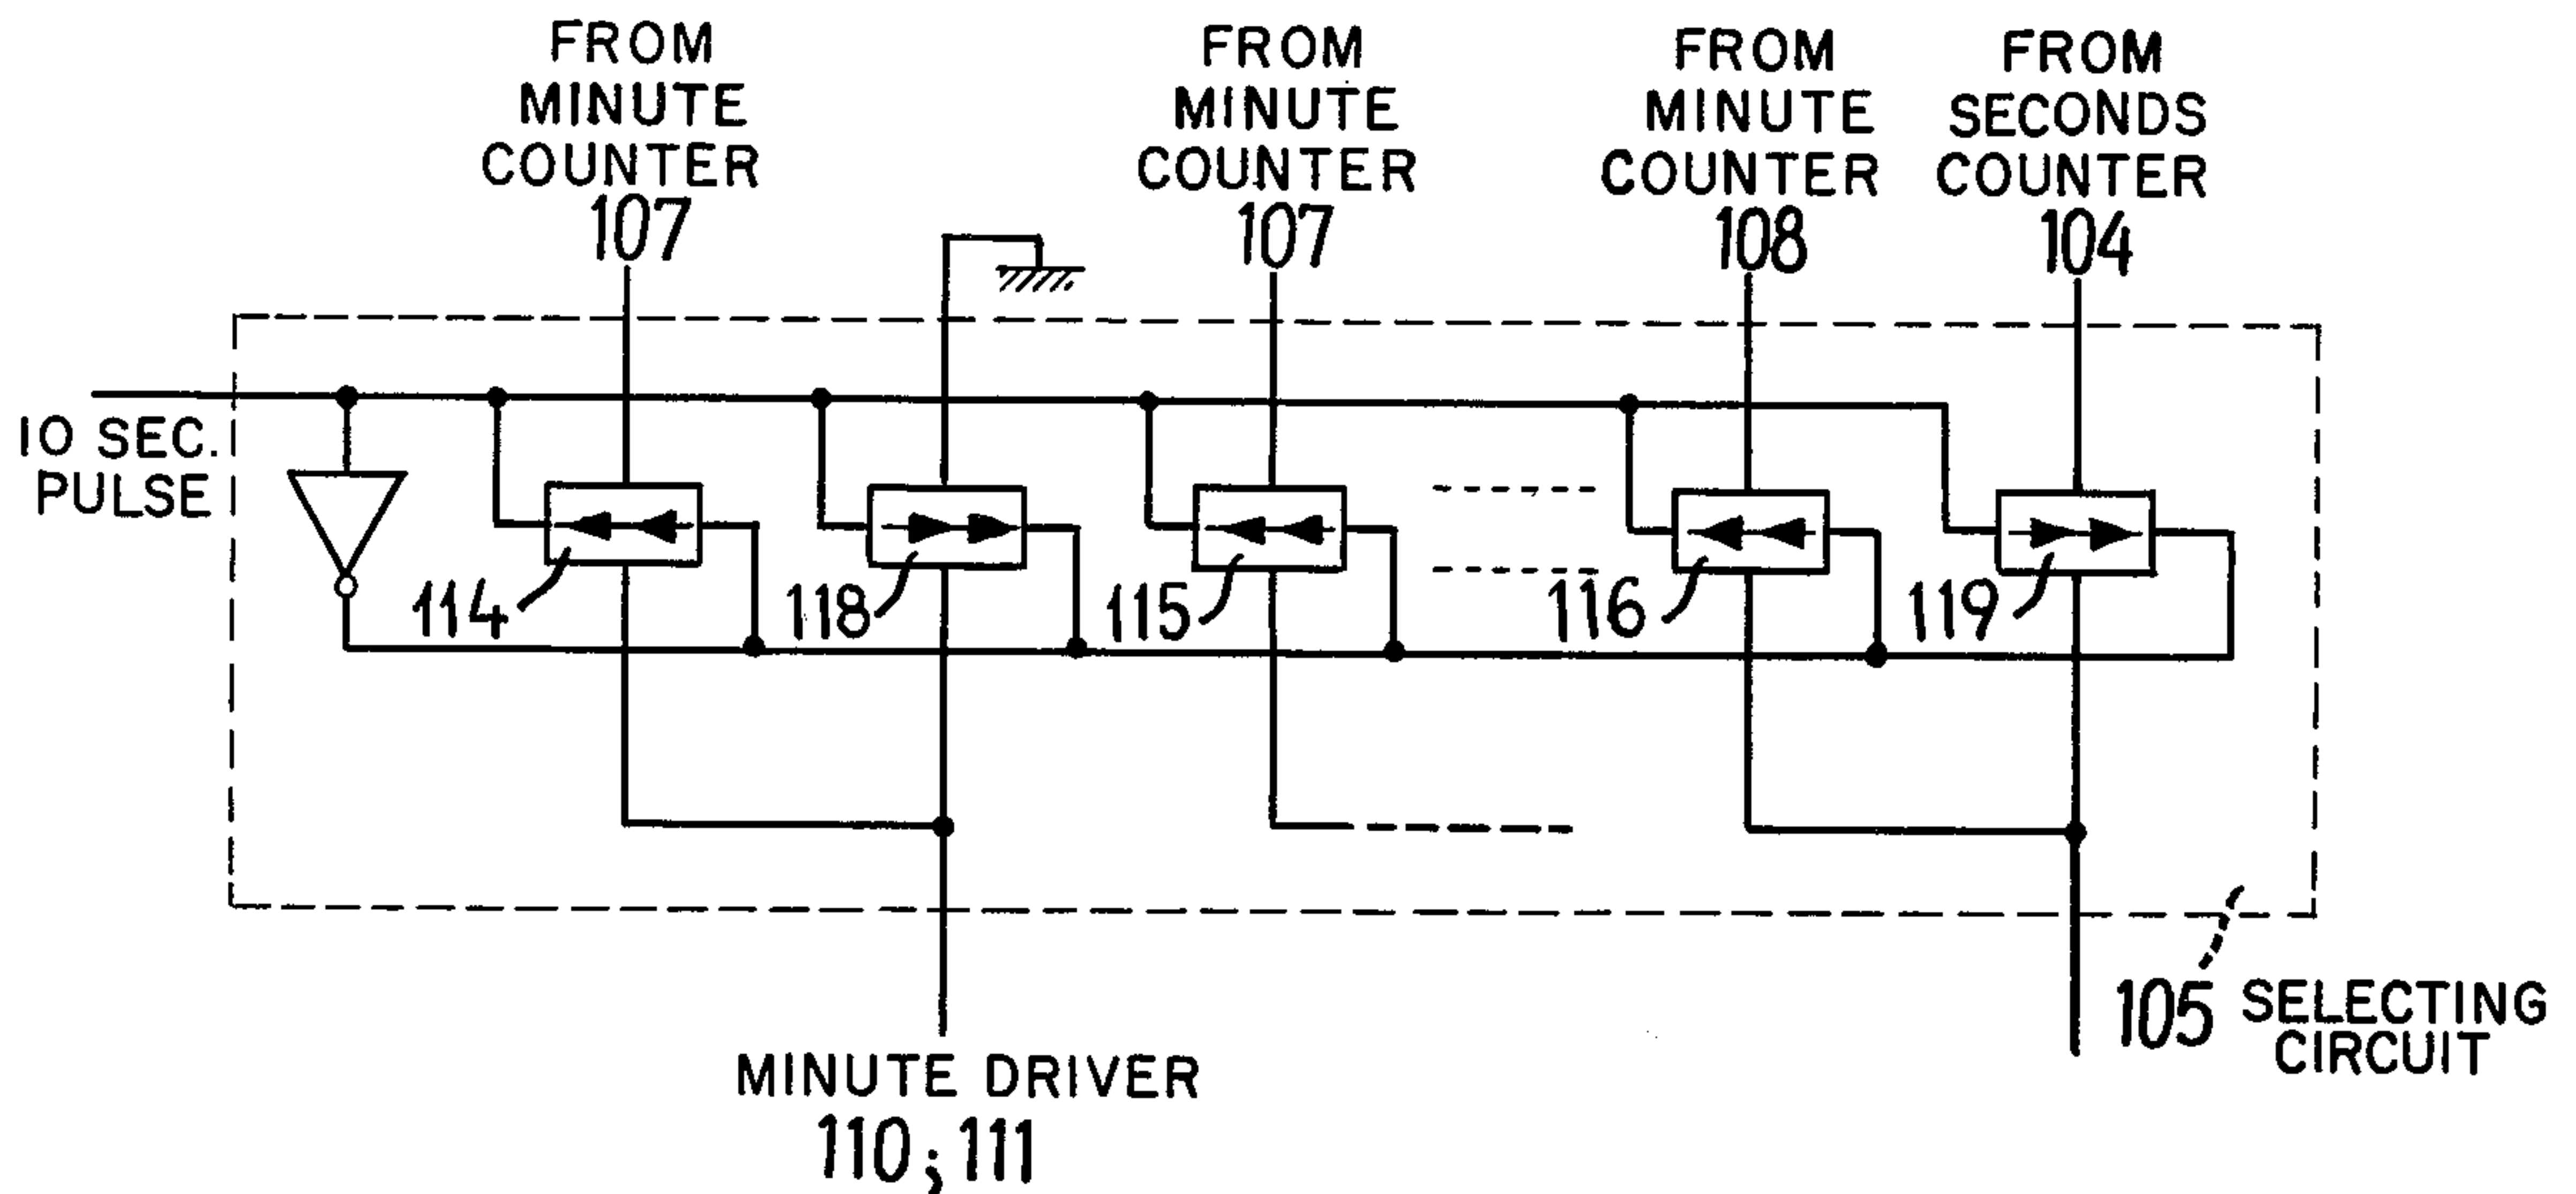 FROM
MINUTE
COUNTER
107
FROM
MINUTE
COUNTER
107
FROM
MINUTE
COUNTER
108
FROM
SECONDS
COUNTER
104
10 SEC.
PULSE
114
118
115
116
119
105 SELECTING
CIRCUIT
MINUTE DRIVER
110 ; 111